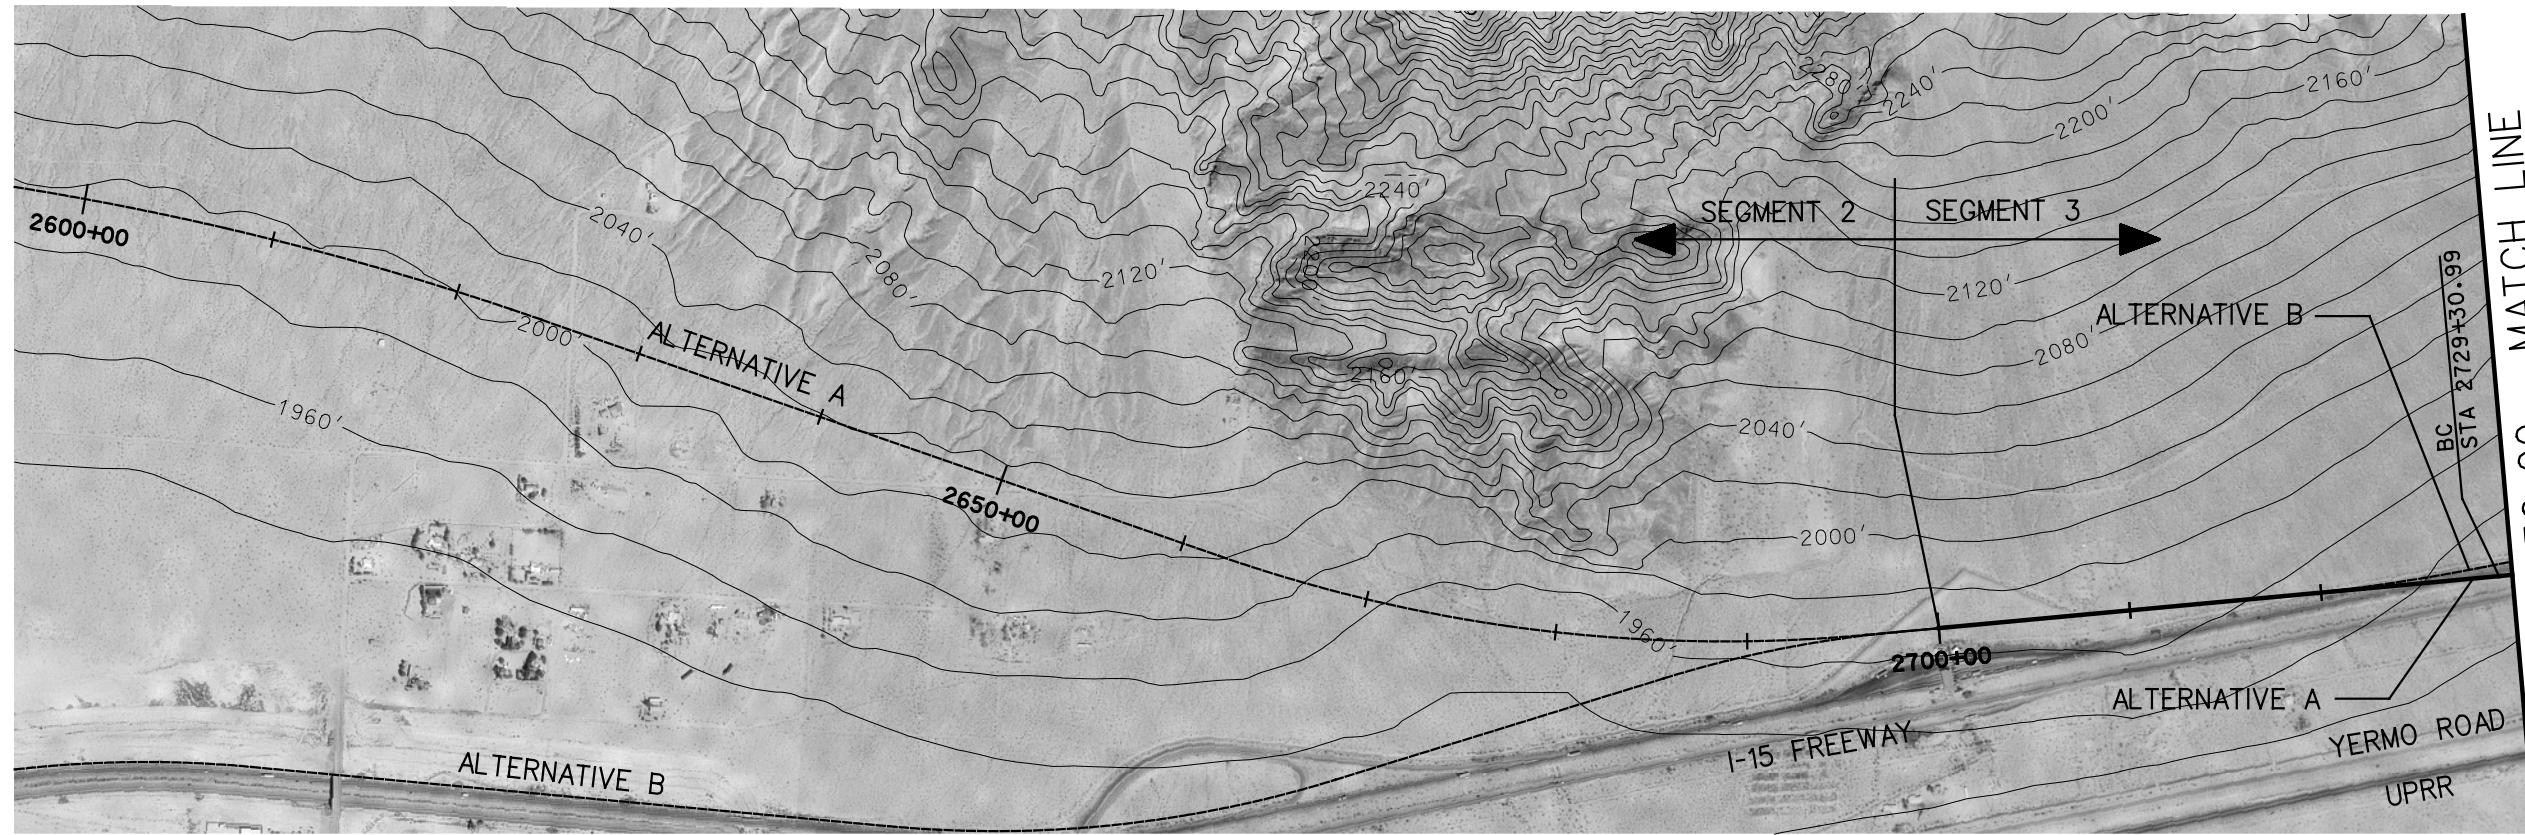 2280'
2240'
2160'
2200'
MATCH LINE
2240'
2040'
SEGMENT 2
SEGMENT 3
2600+00
2080'
2120'
2200'
2120'
ALTERNATIVE B
BC
STA 2729+30.99
2000'
ALTERNATIVE A
2080'
2160'
1960'
2040'
2650+00
2000'
1960'
2700+00
ALTERNATIVE A
I-15 FREEWAY
YERMO ROAD
ALTERNATIVE B
UPRR